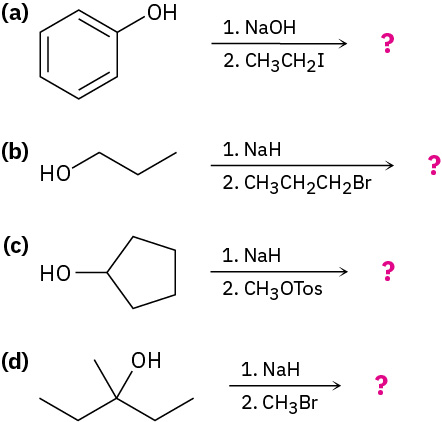 (a)
OH
1. NaOH
2. CH₃CH₂I
?
(b)
HO
1. NaH
2. CH₃CH₂CH₂Br
?
(c)
HO
1. NaH
2. CH₃OTos
?
(d)
OH
1. NaH
2. CH₃Br
?